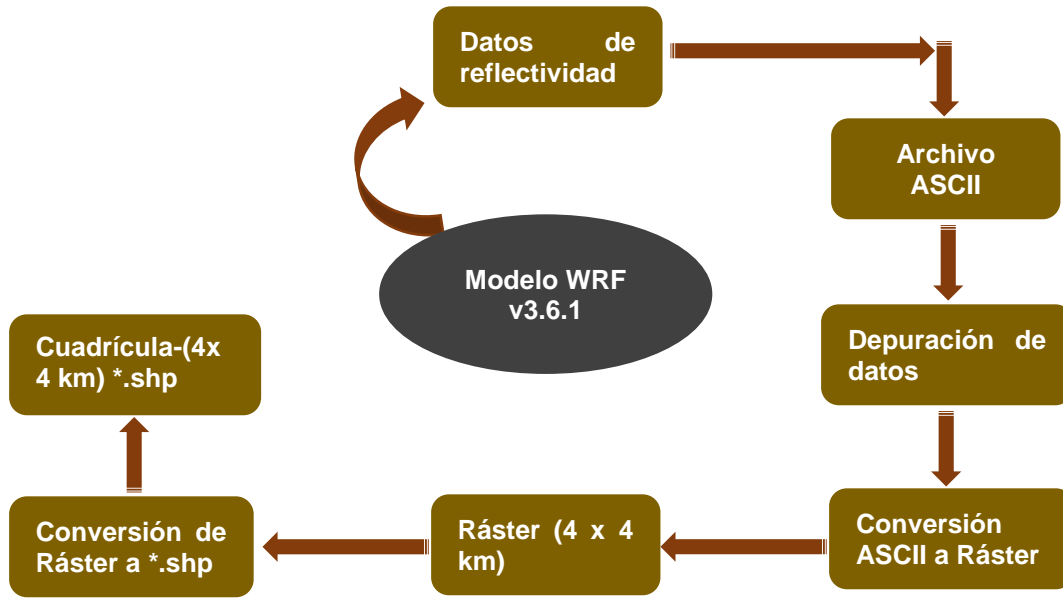 Datos de
reflectividad
Archivo
ASCII
Modelo WRF
v3.6.1
Depuración de
datos
Cuadrícula-(4x
4 km) *.shp
Conversión
ASCII a Ráster
Ráster (4 x 4
km)
Conversión de
Ráster a *.shp